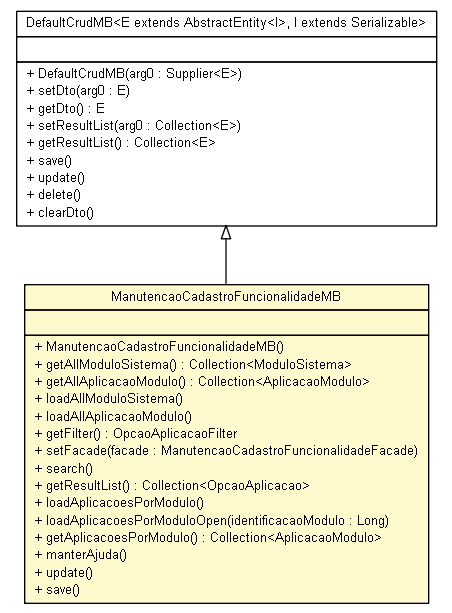 DefaultCrudMB<E extends AbstractEntity<I>, I extends Serializable>
+ DefaultCrudMB(arg0 : Supplier<E>)
+ setDto(arg0 : E)
+ getDto() : E
+ setResultList(arg0 : Collection<E>)
+ getResultList() : Collection<E>
+ save()
+ update()
+ delete()
+ clearDto()
ManutencaoCadastroFuncionalidadeMB
+ ManutencaoCadastroFuncionalidadeMB()
+ getAllModuloSistema() : Collection<ModuloSistema>
+ getAllAplicacaoModulo() : Collection<AplicacaoModulo>
+ loadAllModuloSistema()
+ loadAllAplicacaoModulo()
+ getFilter() : OpcaoAplicacaoFilter
+ setFacade(facade : ManutencaoCadastroFuncionalidadeFacade)
+ search()
+ getResultList() : Collection<OpcaoAplicacao>
+ loadAplicacoesPorModulo()
+ loadAplicacoesPorModuloOpen(identificacaoModulo : Long)
+ getAplicacoesPorModulo() : Collection<AplicacaoModulo>
+ manterAjuda()
+ update()
+ save()